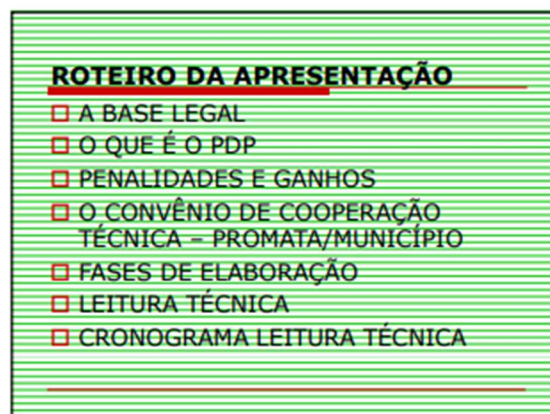 ROTEIRO DA APRESENTAÇÃO
A BASE LEGAL
O QUE É O PDP
PENALIDADES E GANHOS
O CONVÊNIO DE COOPERAÇÃO
TÉCNICA – PROMATA/MUNICÍPIO
FASES DE ELABORAÇÃO
LEITURA TÉCNICA
CRONOGRAMA LEITURA TÉCNICA